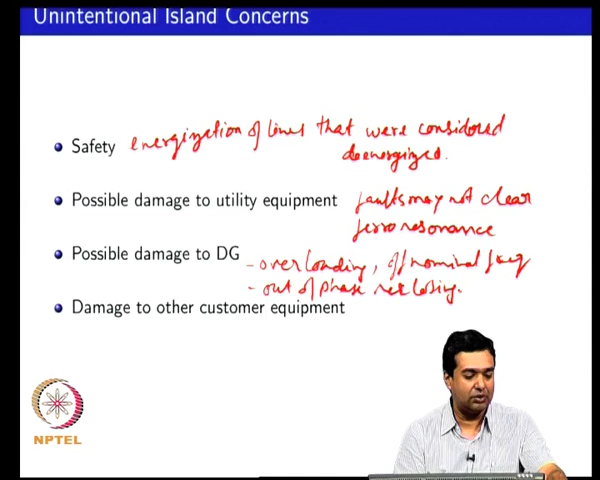 Unintentional Island Concerns
• Safety energization of lines that were considered
deenergized.
• Possible damage to utility equipment faults may not clear
ferroresonance
• Possible damage to DG - overloading, off nominal freq
- out of phase reclosing.
• Damage to other customer equipment
NPTEL